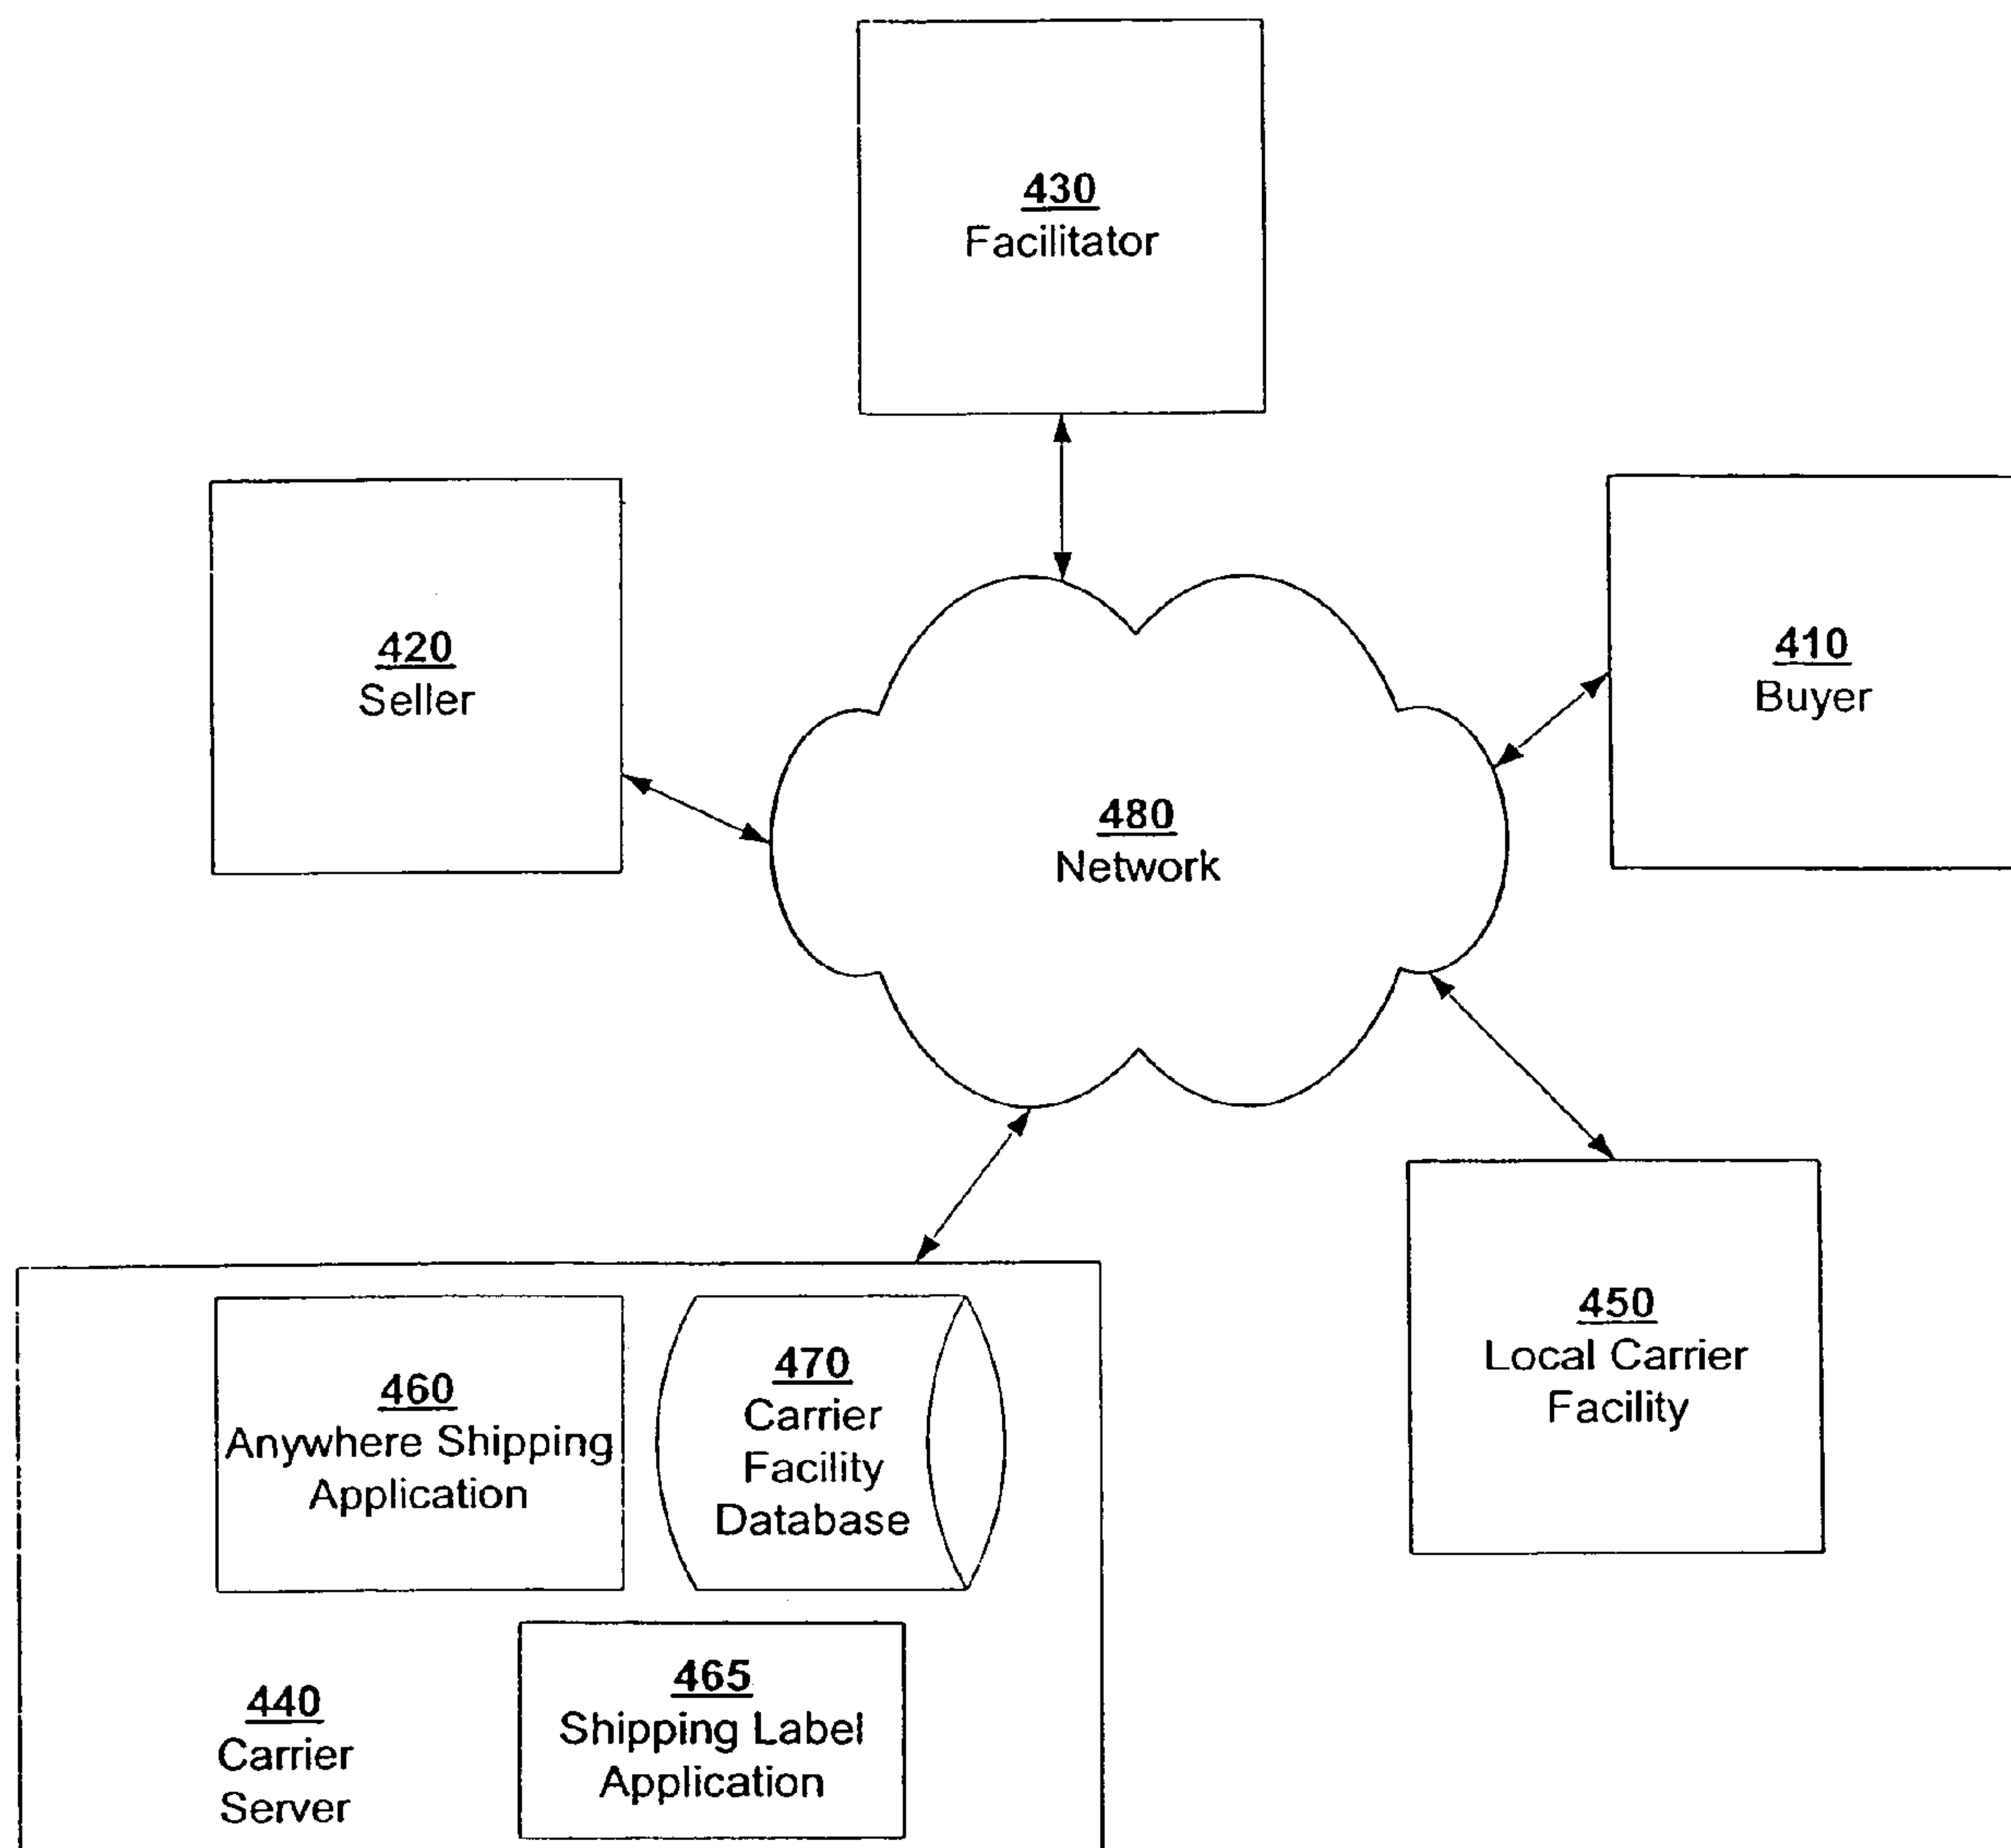 430
Facilitator
420
Seller
410
Buyer
480
Network
450
Local Carrier
Facility
460
Anywhere Shipping
Application
470
Carrier
Facility
Database
465
Shipping Label
Application
440
Carrier
Server